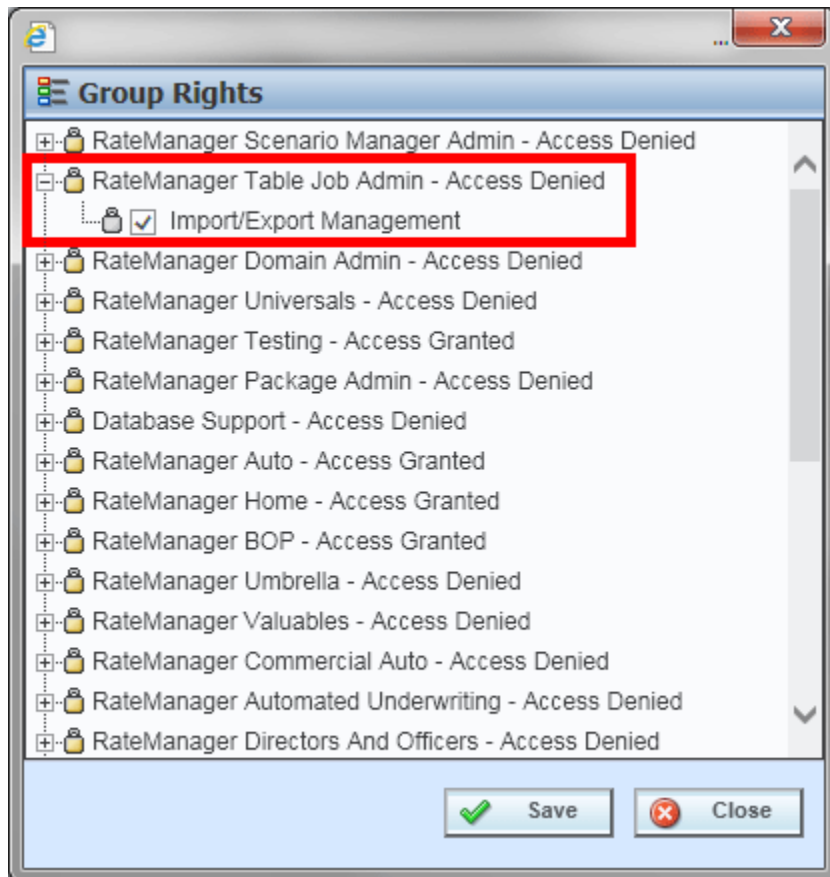 ...
Group Rights
RateManager Scenario Manager Admin - Access Denied
RateManager Table Job Admin - Access Denied
Import/Export Management
RateManager Domain Admin - Access Denied
RateManager Universals - Access Denied
RateManager Testing - Access Granted
RateManager Package Admin - Access Denied
Database Support - Access Denied
RateManager Auto - Access Granted
RateManager Home - Access Granted
RateManager BOP - Access Granted
RateManager Umbrella - Access Denied
RateManager Valuables - Access Denied
RateManager Commercial Auto - Access Denied
RateManager Automated Underwriting - Access Denied
RateManager Directors And Officers - Access Denied
Save Close